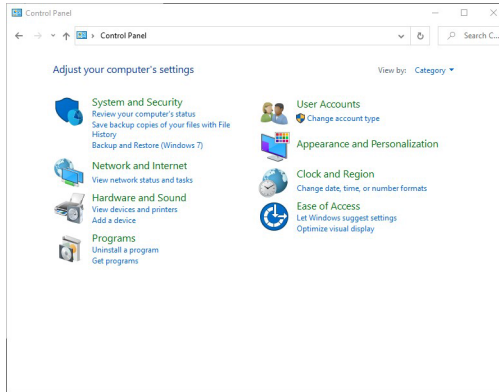 Control Panel
Control Panel
Search C...
Adjust your computer's settings
View by: Category
System and Security
Review your computer's status
Save backup copies of your files with File
History
Backup and Restore (Windows 7)
Network and Internet
View network status and tasks
Hardware and Sound
View devices and printers
Add a device
Programs
Uninstall a program
Get programs
User Accounts
Change account type
Appearance and Personalization
Clock and Region
Change date, time, or number formats
Ease of Access
Let Windows suggest settings
Optimize visual display